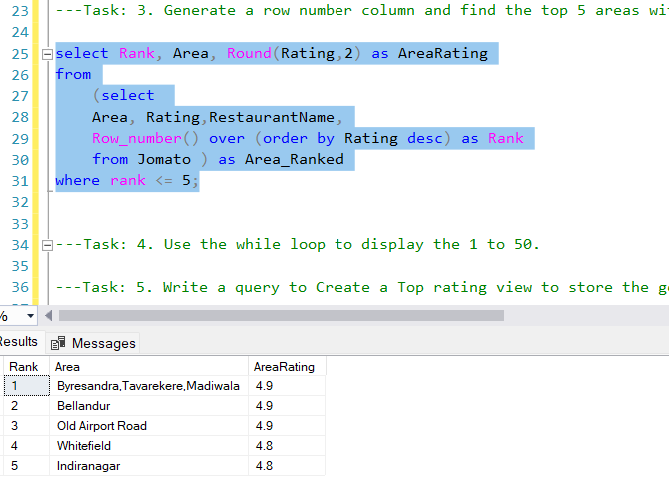 23 ---Task: 3. Generate a row number column and find the top 5 areas
24
25 select Rank, Area, Round(Rating,2) as AreaRating
26 from
27 (select
28 Area, Rating,RestaurantName,
29 Row_number() over (order by Rating desc) as Rank
30 from Jomato ) as Area_Ranked
31 where rank <= 5;
32
33
34 ---Task: 4. Use the while loop to display the 1 to 50.
35
36 ---Task: 5. Write a query to Create a Top rating view to store the
%
Results Messages
Rank Area AreaRating
1 Byresandra,Tavarekere,Madiwala 4.9
2 Bellandur 4.9
3 Old Airport Road 4.9
4 Whitefield 4.8
5 Indiranagar 4.8